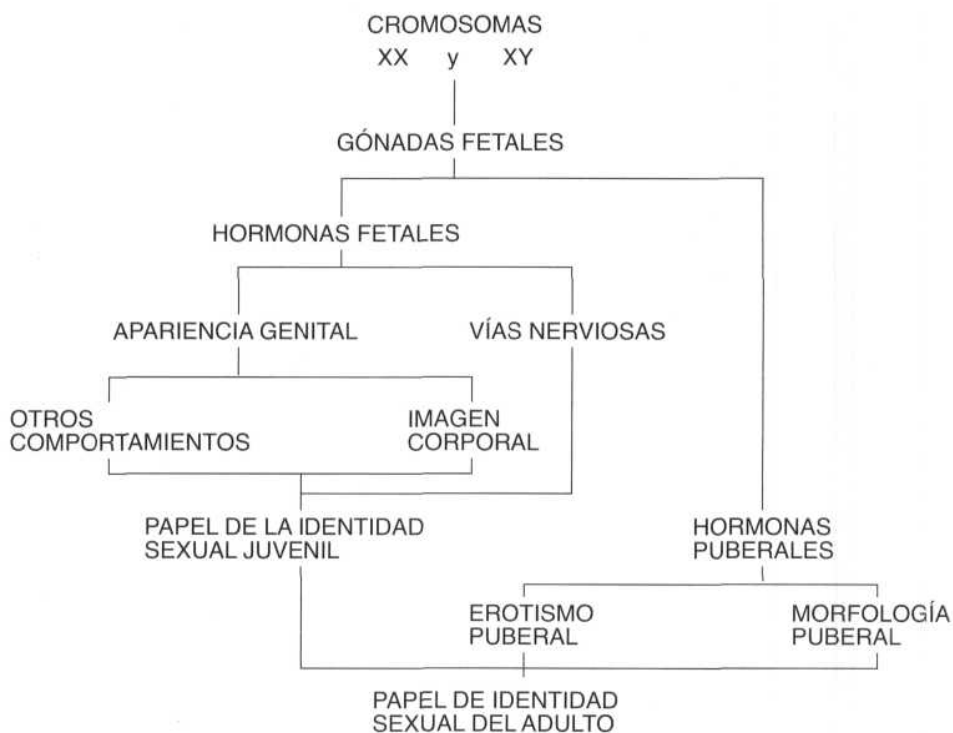 CROMOSOMAS
XX y XY
GÓNADAS FETALES
HORMONAS FETALES
APARIENCIA GENITAL
VÍAS NERVIOSAS
OTROS
COMPORTAMIENTOS
IMAGEN
CORPORAL
PAPEL DE LA IDENTIDAD
SEXUAL JUVENIL
HORMONAS
PUBERALES
EROTISMO
PUBERAL
MORFOLOGÍA
PUBERAL
PAPEL DE IDENTIDAD
SEXUAL DEL ADULTO